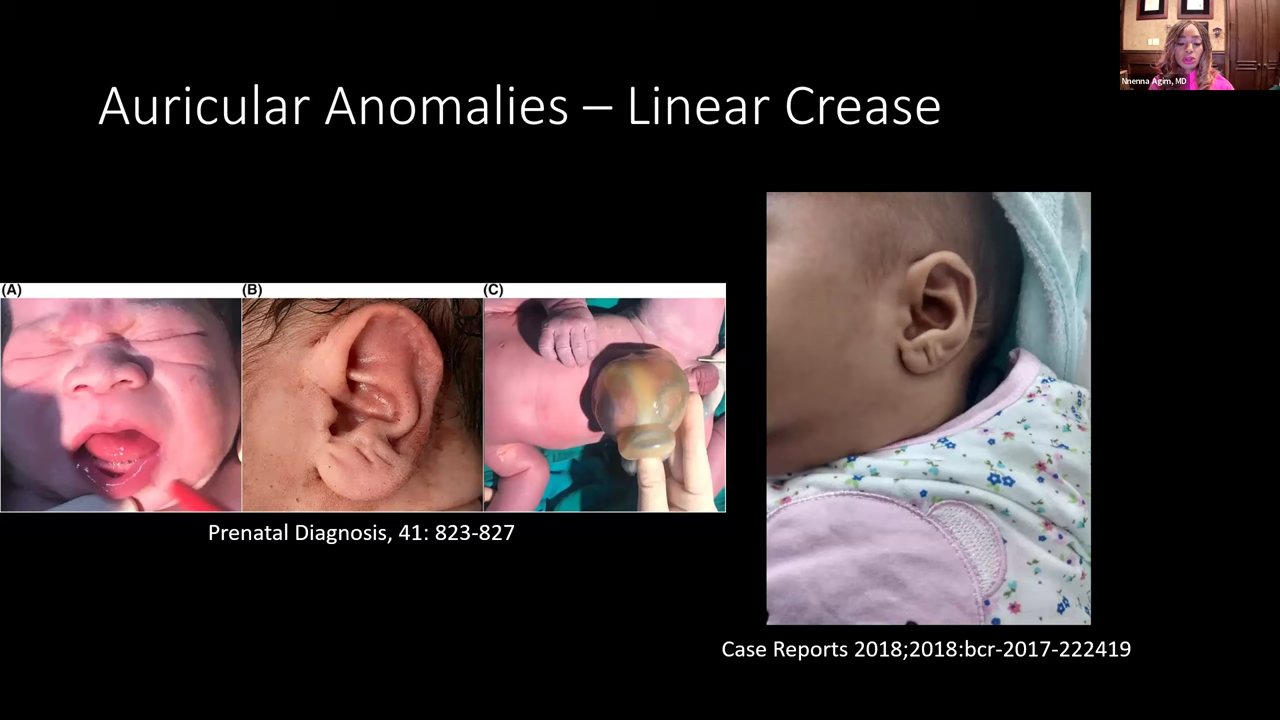 Nnenna Agim, MD
Auricular Anomalies – Linear Crease
(A)
(B)
(C)
Prenatal Diagnosis, 41: 823-827
Case Reports 2018;2018:bcr-2017-222419